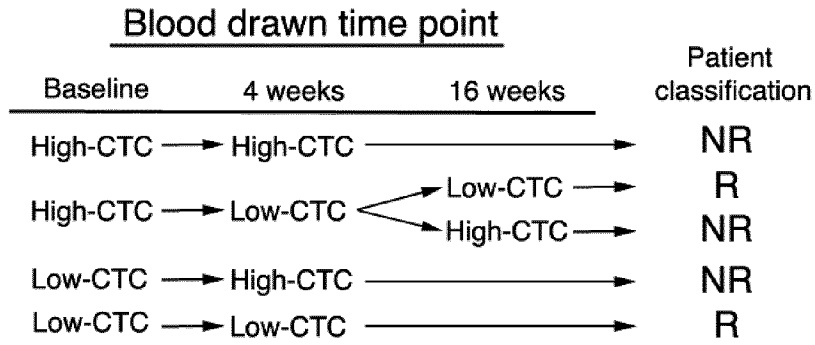 Blood drawn time point
Patient
classification
Baseline 4 weeks 16 weeks
High-CTC High-CTC NR
Low-CTC R
High-CTC Low-CTC
High-CTC NR
Low-CTC High-CTC NR
Low-CTC Low-CTC R